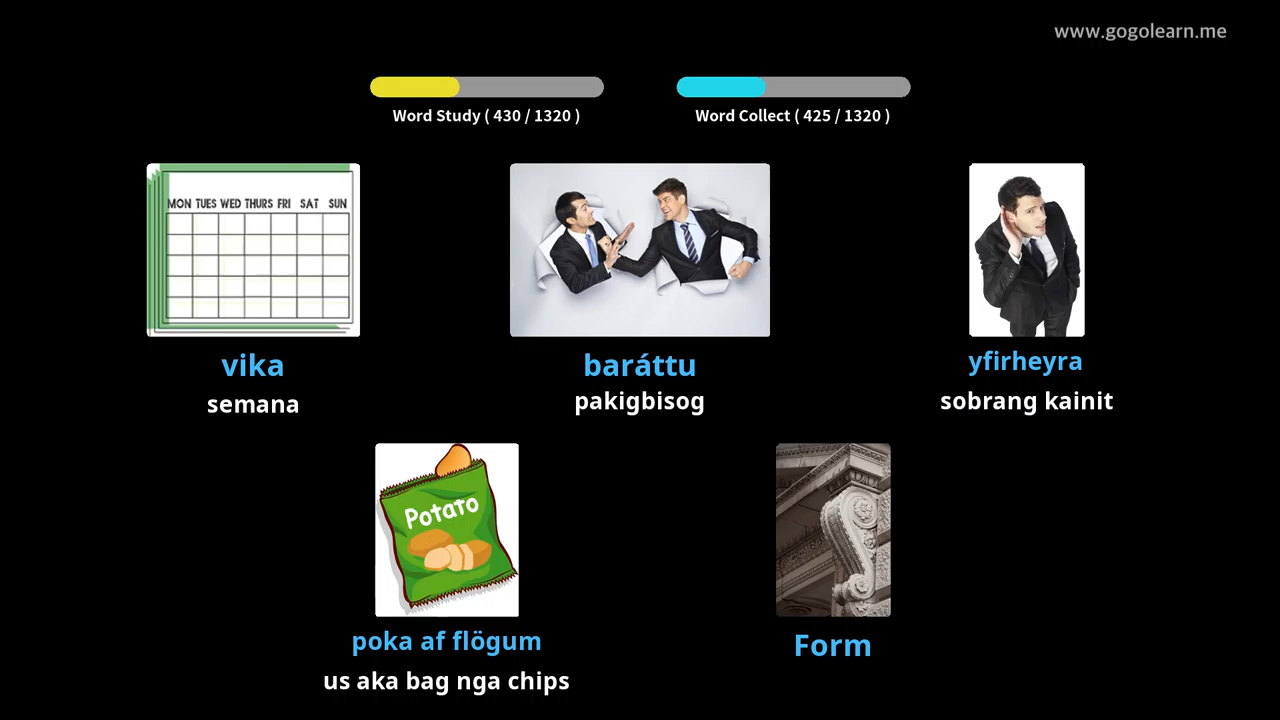 www.gogolearn.me
Word Study ( 430 / 1320 )
Word Collect ( 425 / 1320 )
MON TUES WED THURS FRI SAT SUN
vika
semana
baráttu
pakigbisog
yfirheyra
sobrang kainit
Potato
poka af flögum
us aka bag nga chips
Form